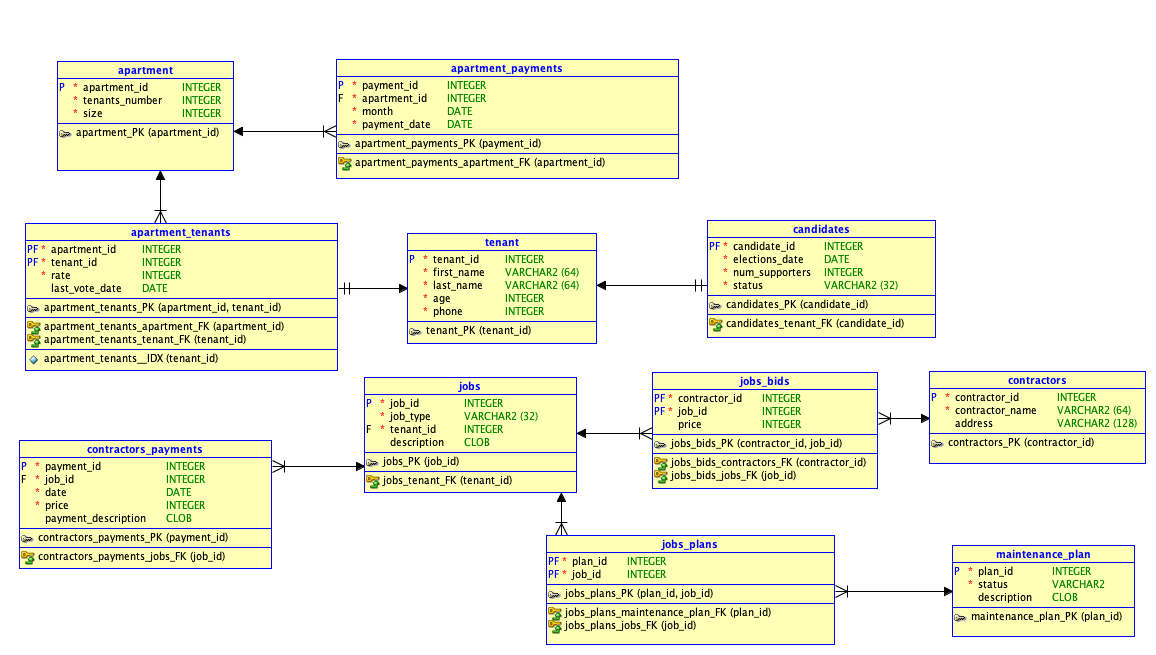 apartment
P * apartment_id INTEGER
* tenants_number INTEGER
* size INTEGER
apartment_PK (apartment_id)
apartment_payments
P * payment_id INTEGER
F * apartment_id INTEGER
* month DATE
* payment_date DATE
apartment_payments_PK (payment_id)
apartment_payments_apartment_FK (apartment_id)
apartment_tenants
PF * apartment_id INTEGER
PF * tenant_id INTEGER
* rate INTEGER
last_vote_date DATE
apartment_tenants_PK (apartment_id, tenant_id)
apartment_tenants_apartment_FK (apartment_id)
apartment_tenants_tenant_FK (tenant_id)
apartment_tenants__IDX (tenant_id)
tenant
P * tenant_id INTEGER
* first_name VARCHAR2 (64)
* last_name VARCHAR2 (64)
* age INTEGER
* phone INTEGER
tenant_PK (tenant_id)
candidates
PF * candidate_id INTEGER
* elections_date DATE
* num_supporters INTEGER
* status VARCHAR2 (32)
candidates_PK (candidate_id)
candidates_tenant_FK (candidate_id)
jobs
P * job_id INTEGER
* job_type VARCHAR2 (32)
F * tenant_id INTEGER
description CLOB
jobs_PK (job_id)
jobs_tenant_FK (tenant_id)
jobs_bids
PF * contractor_id INTEGER
PF * job_id INTEGER
price INTEGER
jobs_bids_PK (contractor_id, job_id)
jobs_bids_contractors_FK (contractor_id)
jobs_bids_jobs_FK (job_id)
contractors
P * contractor_id INTEGER
* contractor_name VARCHAR2 (64)
address VARCHAR2 (128)
contractors_PK (contractor_id)
contractors_payments
P * payment_id INTEGER
F * job_id INTEGER
* date DATE
* price INTEGER
payment_description CLOB
contractors_payments_PK (payment_id)
contractors_payments_jobs_FK (job_id)
jobs_plans
PF * plan_id INTEGER
PF * job_id INTEGER
jobs_plans_PK (plan_id, job_id)
jobs_plans_maintenance_plan_FK (plan_id)
jobs_plans_jobs_FK (job_id)
maintenance_plan
P * plan_id INTEGER
* status VARCHAR2
description CLOB
maintenance_plan_PK (plan_id)